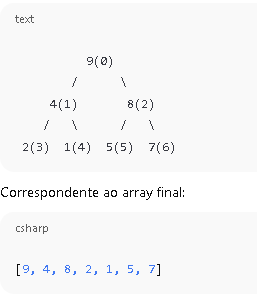 text
9(0)
/ \
4(1) 8(2)
/ \ / \
2(3) 1(4) 5(5) 7(6)
Correspondente ao array final:
csharp
[9, 4, 8, 2, 1, 5, 7]